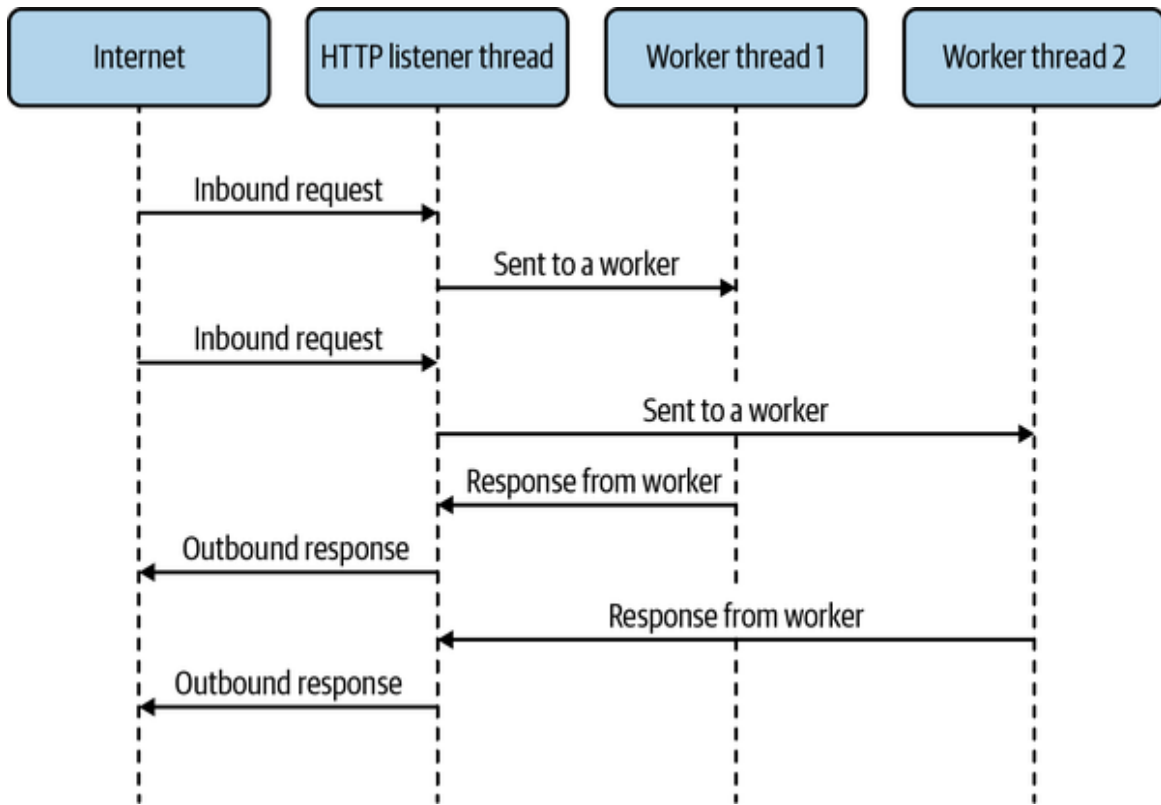 Internet
HTTP listener thread
Worker thread 1
Worker thread 2
Inbound request
Sent to a worker
Inbound request
Sent to a worker
Response from worker
Outbound response
Response from worker
Outbound response